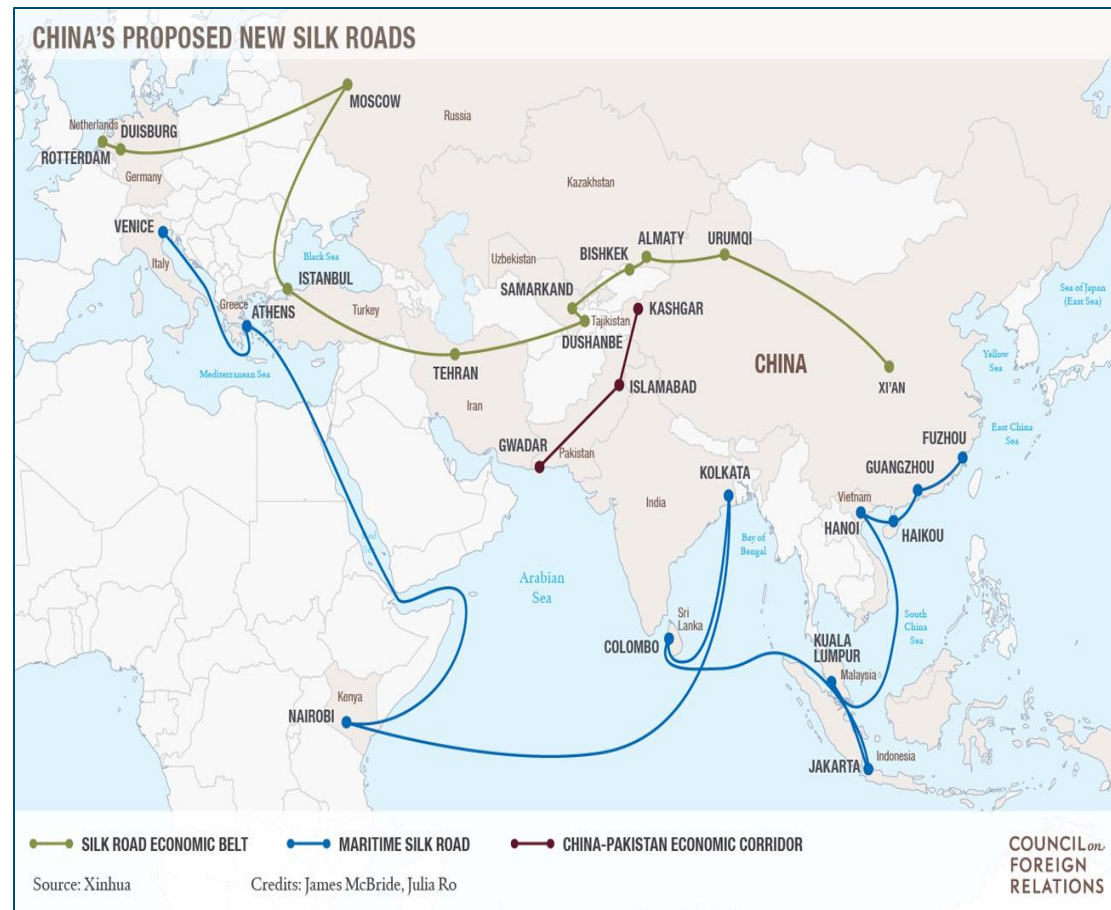 CHINA'S PROPOSED NEW SILK ROADS
MOSCOW
Russia
Netherlands
DUISBURG
ROTTERDAM
Germany
Kazakhstan
VENICE
ALMATY
URUMQI
BISHKEK
Black Sea
Italy
Uzbekistan
ISTANBUL
SAMARKAND
Sea of Japan
(East Sea)
Greece
ATHENS
Turkey
KASHGAR
Tajikistan
DUSHANBE
Yellow
Sea
CHINA
Mediterranean Sea
TEHRAN
ISLAMABAD
XI'AN
Iran
East China
Sea
FUZHOU
GWADAR
Pakistan
KOLKATA
GUANGZHOU
Vietnam
India
HANOI
HAIKOU
Bay of
Bengal
Arabian
Sea
Sri
Lanka
South
China
Sea
COLOMBO
KUALA
LUMPUR
Malaysia
Kenya
NAIROBI
Indonesia
JAKARTA
SILK ROAD ECONOMIC BELT
MARITIME SILK ROAD
CHINA-PAKISTAN ECONOMIC CORRIDOR
COUNCIL on
FOREIGN
RELATIONS
Source: Xinhua
Credits: James McBride, Julia Ro